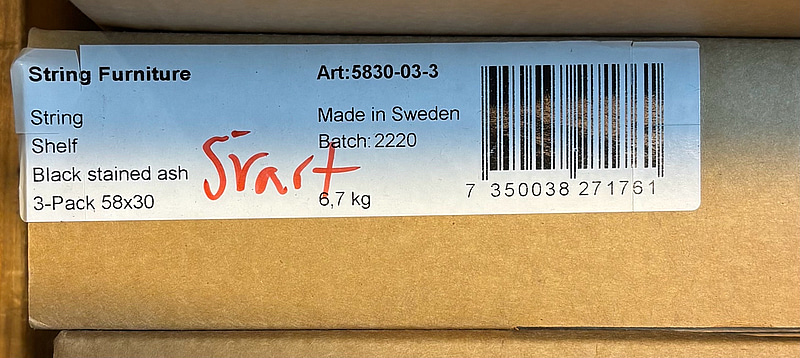 String Furniture
Art:5830-03-3
String
Made in Sweden
Shelf
Batch: 2220
Black stained ash
Svart
3-Pack 58x30
6,7 kg
7 350038 271761